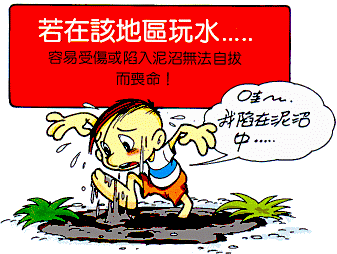 若在該地區玩水.....
容易受傷或陷入泥沼無法自拔
而喪命！
哇~.
我陷在泥沼
中.....